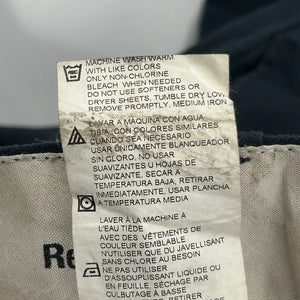 MACHINE WASH WARM
WITH LIKE COLORS
ONLY NON-CHLORINE
BLEACH WHEN NEEDED
DO NOT USE SOFTENERS OR
DRYER SHEETS, TUMBLE DRY LOW,
REMOVE PROMPTLY, MEDIUM IRON
LAVAR A MAQUINA CON AGUA
TIBIA, CON COLORES SIMILARES
CUANDO SEA NECESARIO
USAR ÚNICAMENTE BLANQUEADOR
SIN CLORO, NO USAR
SUAVIZANTES U HOJAS DE
SUAVIZANTES, SECAR A
TEMPERATURA BAJA, RETIRAR
INMEDIATAMENTE, USAR PLANCHA
A TEMPERATURA MEDIA
LAVER À LA MACHINE À
L'EAU TIÈDE
AVEC DES VÊTEMENTS DE
COULEUR SEMBLABLE
N'UTILISER QUE DU JAVELLISANT
SANS CHLORE AU BESOIN
Re
NE PAS UTILISER
D'ASSOUPLISSANT LIQUIDE OU
EN FEUILLE, SÉCHAGE PAR
CULBUTAGE À BASSE